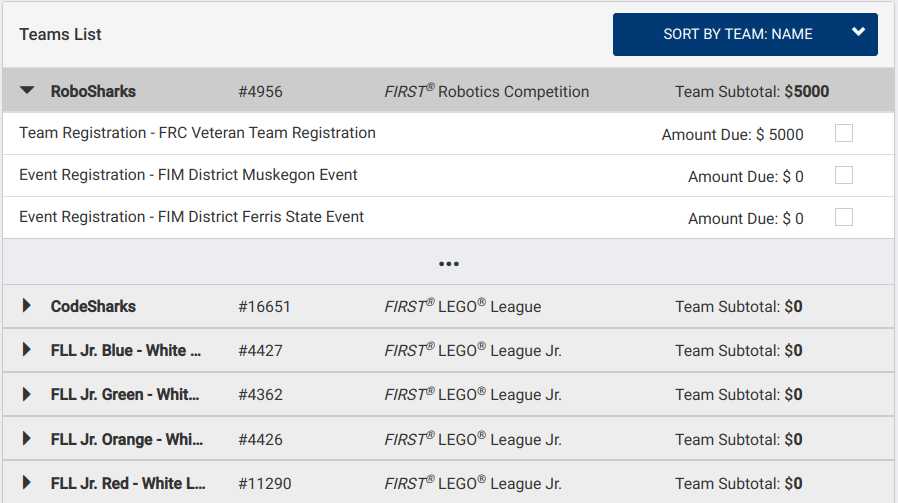 Teams List
SORT BY TEAM: NAME
RoboSharks #4956 FIRST® Robotics Competition Team Subtotal: $5000
Team Registration - FRC Veteran Team Registration Amount Due: $ 5000
Event Registration - FIM District Muskegon Event Amount Due: $ 0
Event Registration - FIM District Ferris State Event Amount Due: $ 0
•••
CodeSharks #16651 FIRST® LEGO® League Team Subtotal: $0
FLL Jr. Blue - White ... #4427 FIRST® LEGO® League Jr. Team Subtotal: $0
FLL Jr. Green - Whit... #4362 FIRST® LEGO® League Jr. Team Subtotal: $0
FLL Jr. Orange - Whi... #4426 FIRST® LEGO® League Jr. Team Subtotal: $0
FLL Jr. Red - White L... #11290 FIRST® LEGO® League Jr. Team Subtotal: $0